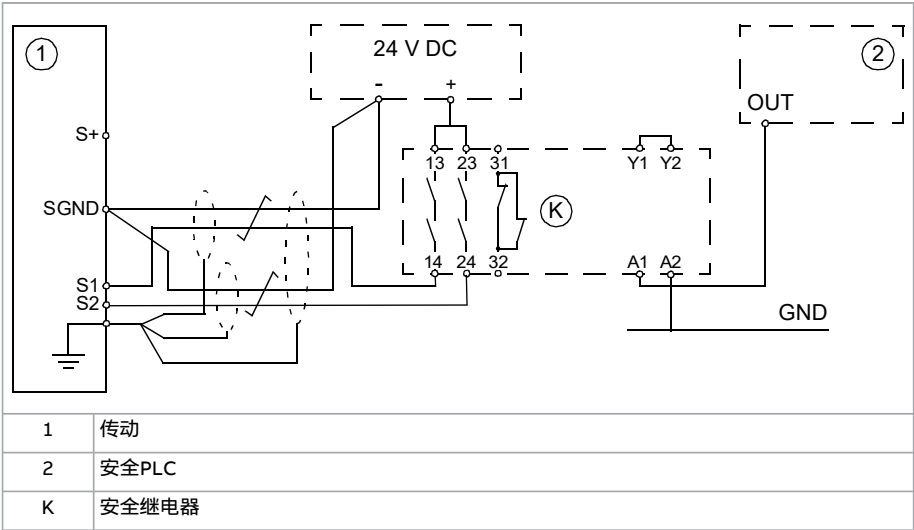 1
24 V DC
-
+
2
OUT
S+
13 23 31
Y1 Y2
SGND
K
14 24 32
A1 A2
S1
S2
GND
1 传动
2 安全PLC
K 安全继电器